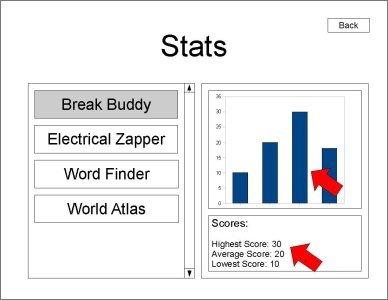 Back
Stats
Break Buddy
Electrical Zapper
Word Finder
World Atlas
35
30
25
20
15
10
5
0
Scores:
Highest Score: 30
Average Score: 20
Lowest Score: 10